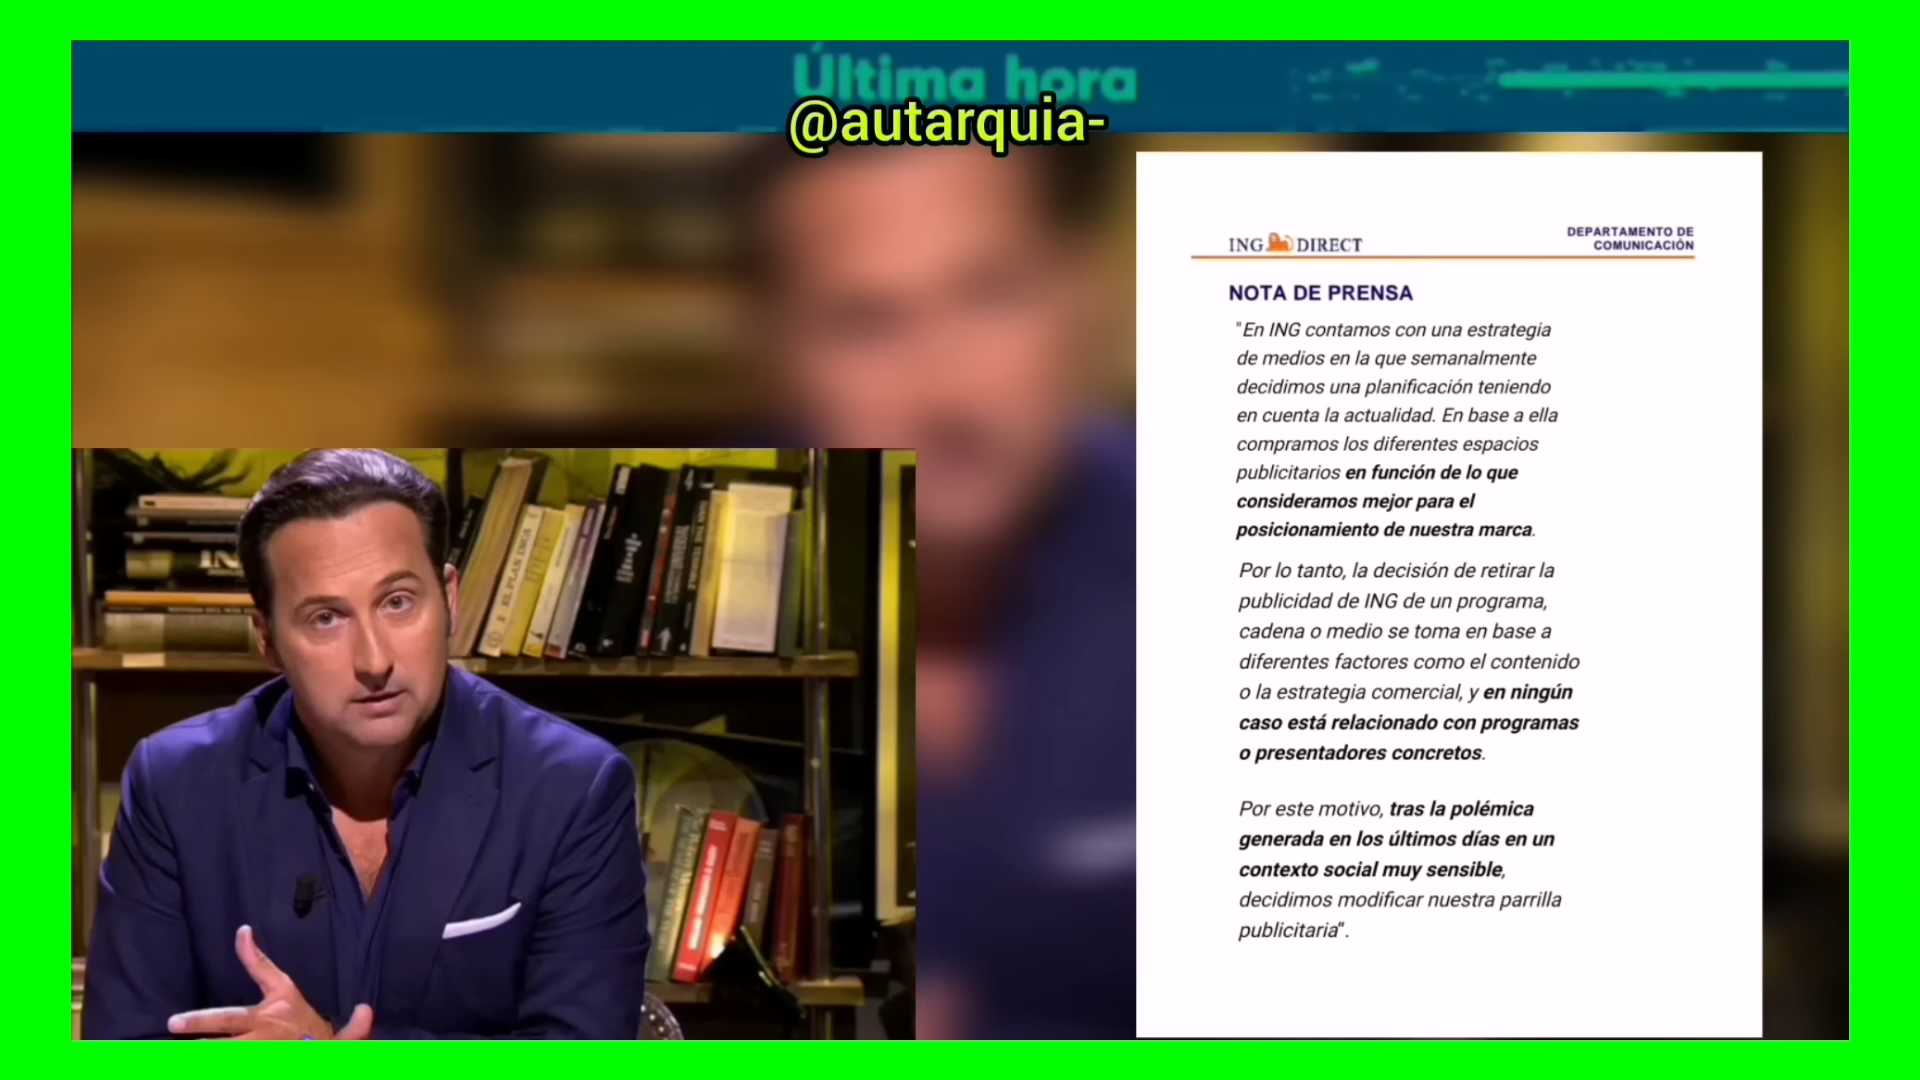 Última hora
@autarquia-
ING DIRECT
DEPARTAMENTO DE
COMUNICACIÓN
NOTA DE PRENSA
"En ING contamos con una estrategia
de medios en la que semanalmente
decidimos una planificación teniendo
en cuenta la actualidad. En base a ella
compramos los diferentes espacios
publicitarios en función de lo que
consideramos mejor para el
posicionamiento de nuestra marca.
Por lo tanto, la decisión de retirar la
publicidad de ING de un programa,
cadena o medio se toma en base a
diferentes factores como el contenido
o la estrategia comercial, y en ningún
caso está relacionado con programas
o presentadores concretos.
Por este motivo, tras la polémica
generada en los últimos días en un
contexto social muy sensible,
decidimos modificar nuestra parrilla
publicitaria".
EL PLAN INCA